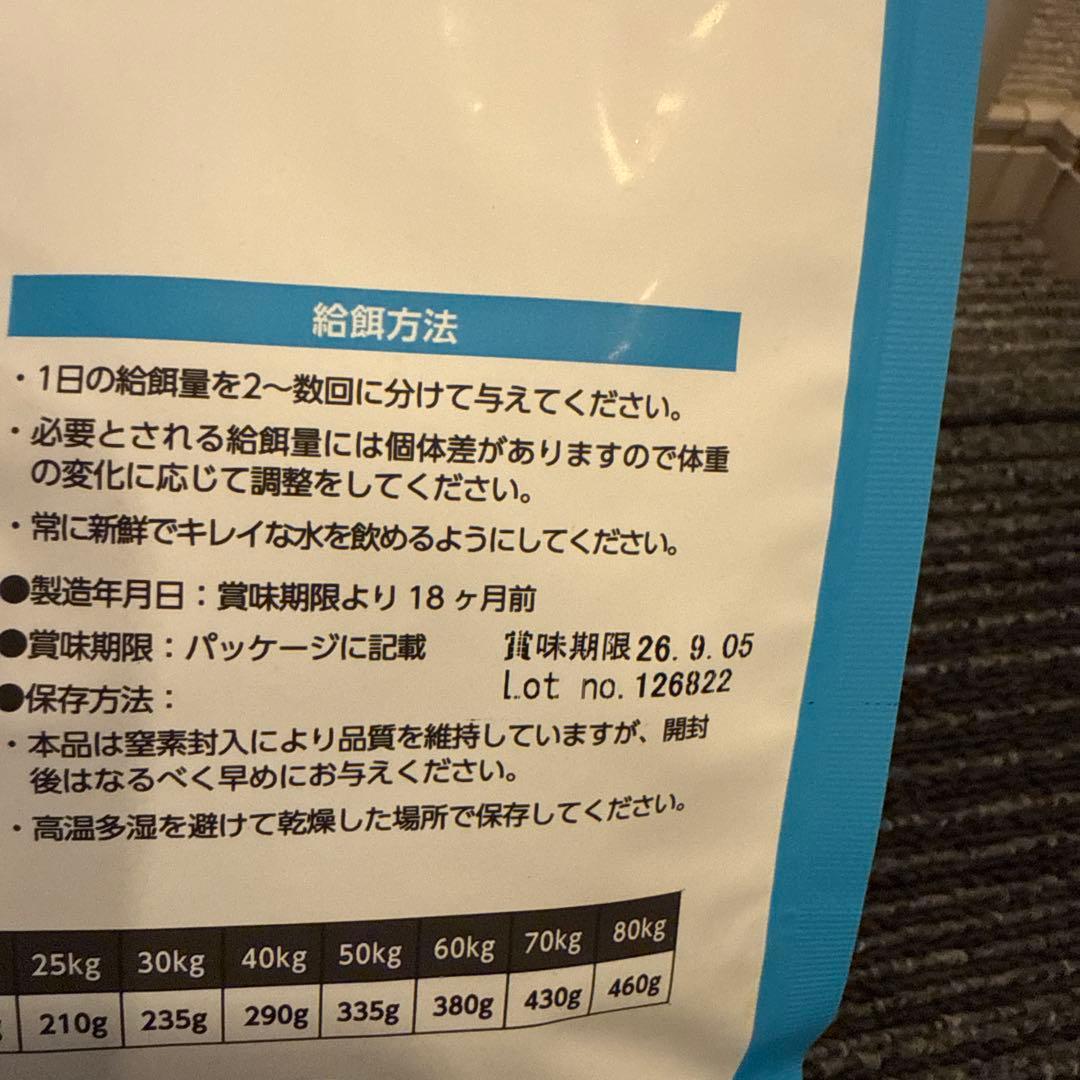 給餌方法
・1日の給餌量を2〜数回に分けて与えてください。
・必要とされる給餌量には個体差がありますので体重
の変化に応じて調整をしてください。
・常に新鮮でキレイな水を飲めるようにしてください。
●製造年月日：賞味期限より 18 ヶ月前
●賞味期限：パッケージに記載
賞味期限26.9.05
Lot no.126822
●保存方法：
・本品は窒素封入により品質を維持していますが、開封
後はなるべく早めにお与えください。
・高温多湿を避けて乾燥した場所で保存してください。
25kg 30kg 40kg 50kg 60kg 70kg 80kg
210g 235g 290g 335g 380g 430g 460g